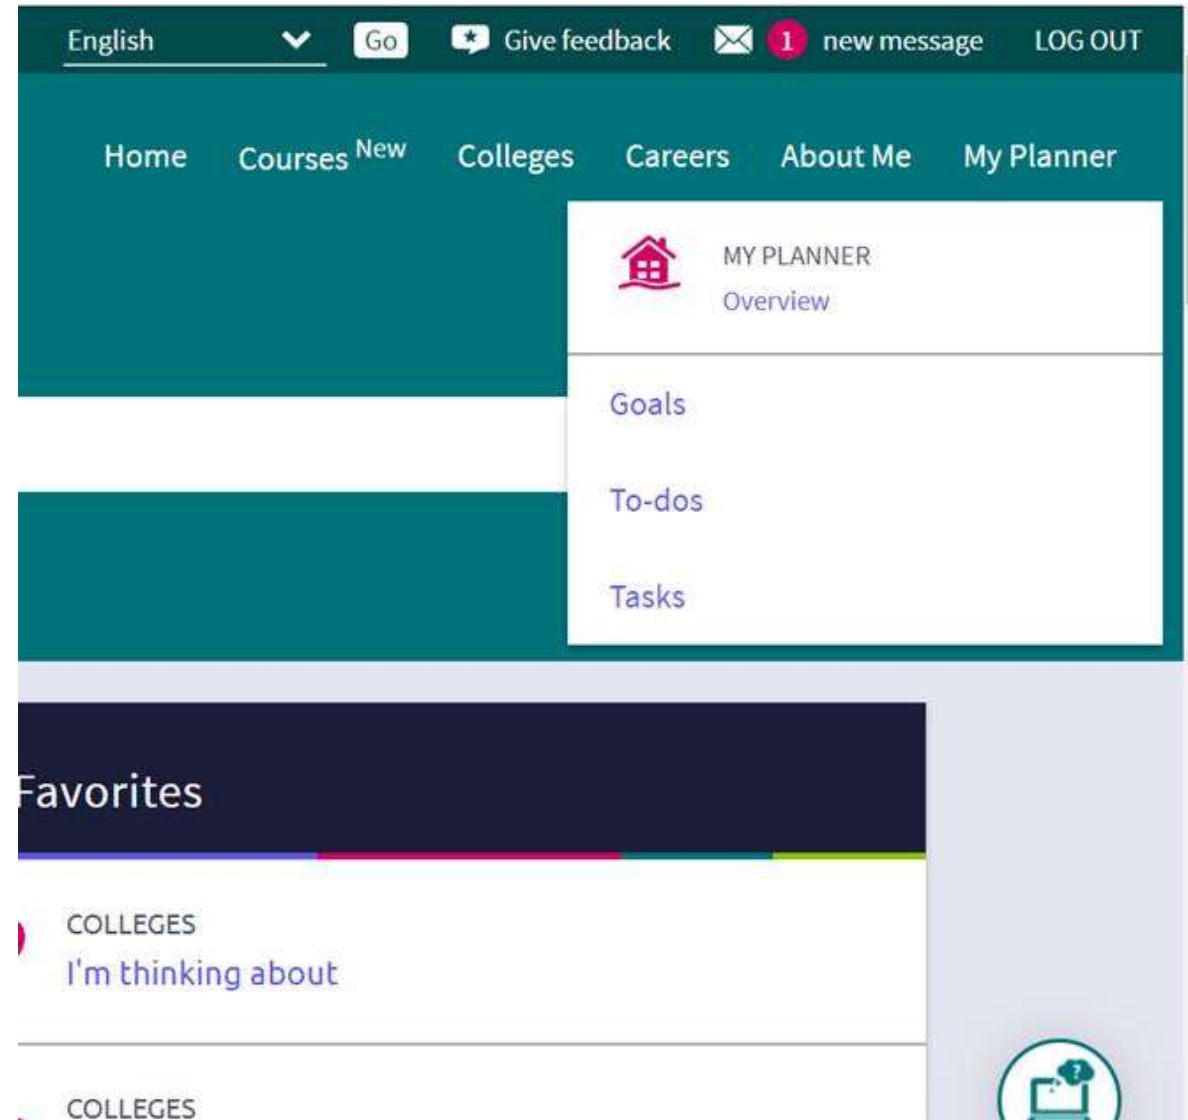 English Go Give feedback 1 new message LOG OUT
Home Courses New Colleges Careers About Me My Planner
MY PLANNER
Overview
Goals
To-dos
Tasks
Favorites
COLLEGES
I'm thinking about
COLLEGES
?